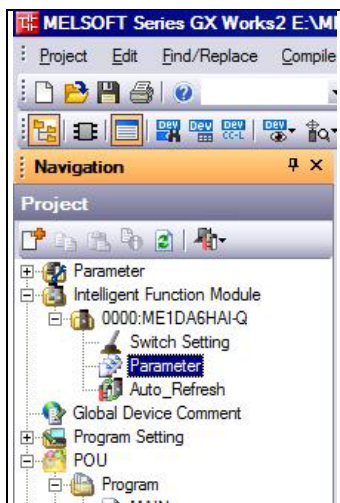 MELSOFT Series GX Works2 E:\M
Project Edit Find/Replace Compile
Navigation
Project
Parameter
Intelligent Function Module
0000:ME1DA6HAI-Q
Switch Setting
Parameter
Auto_Refresh
Global Device Comment
Program Setting
POU
Program
MAIN